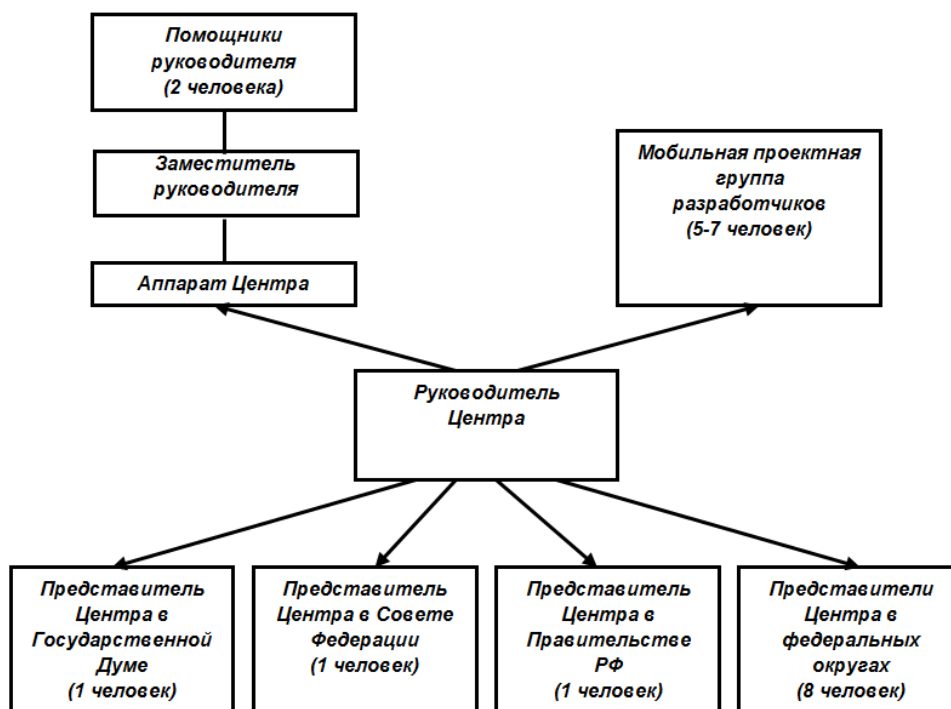 Помощники
руководителя
(2 человека)
Заместитель
руководителя
Аппарат Центра
Мобильная проектная
группа
разработчиков
(5-7 человек)
Руководитель
Центра
Представитель
Центра в
Государственной
Думе
(1 человек)
Представитель
Центра в Совете
Федерации
(1 человек)
Представитель
Центра в
Правительстве
РФ
(1 человек)
Представители
Центра в
федеральных
округах
(8 человек)